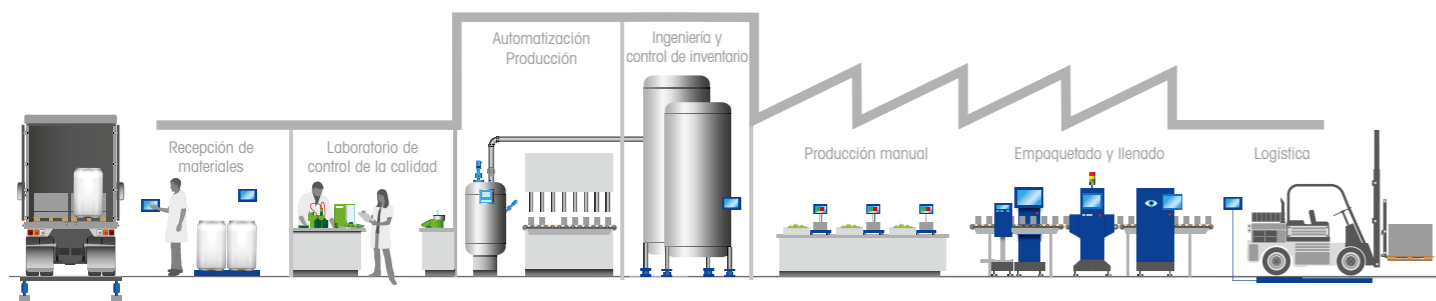 Recepción de
materiales
Laboratorio de
control de la calidad
Automatización
Producción
Ingeniería y
control de inventario
Producción manual
Empaquetado y llenado
Logística